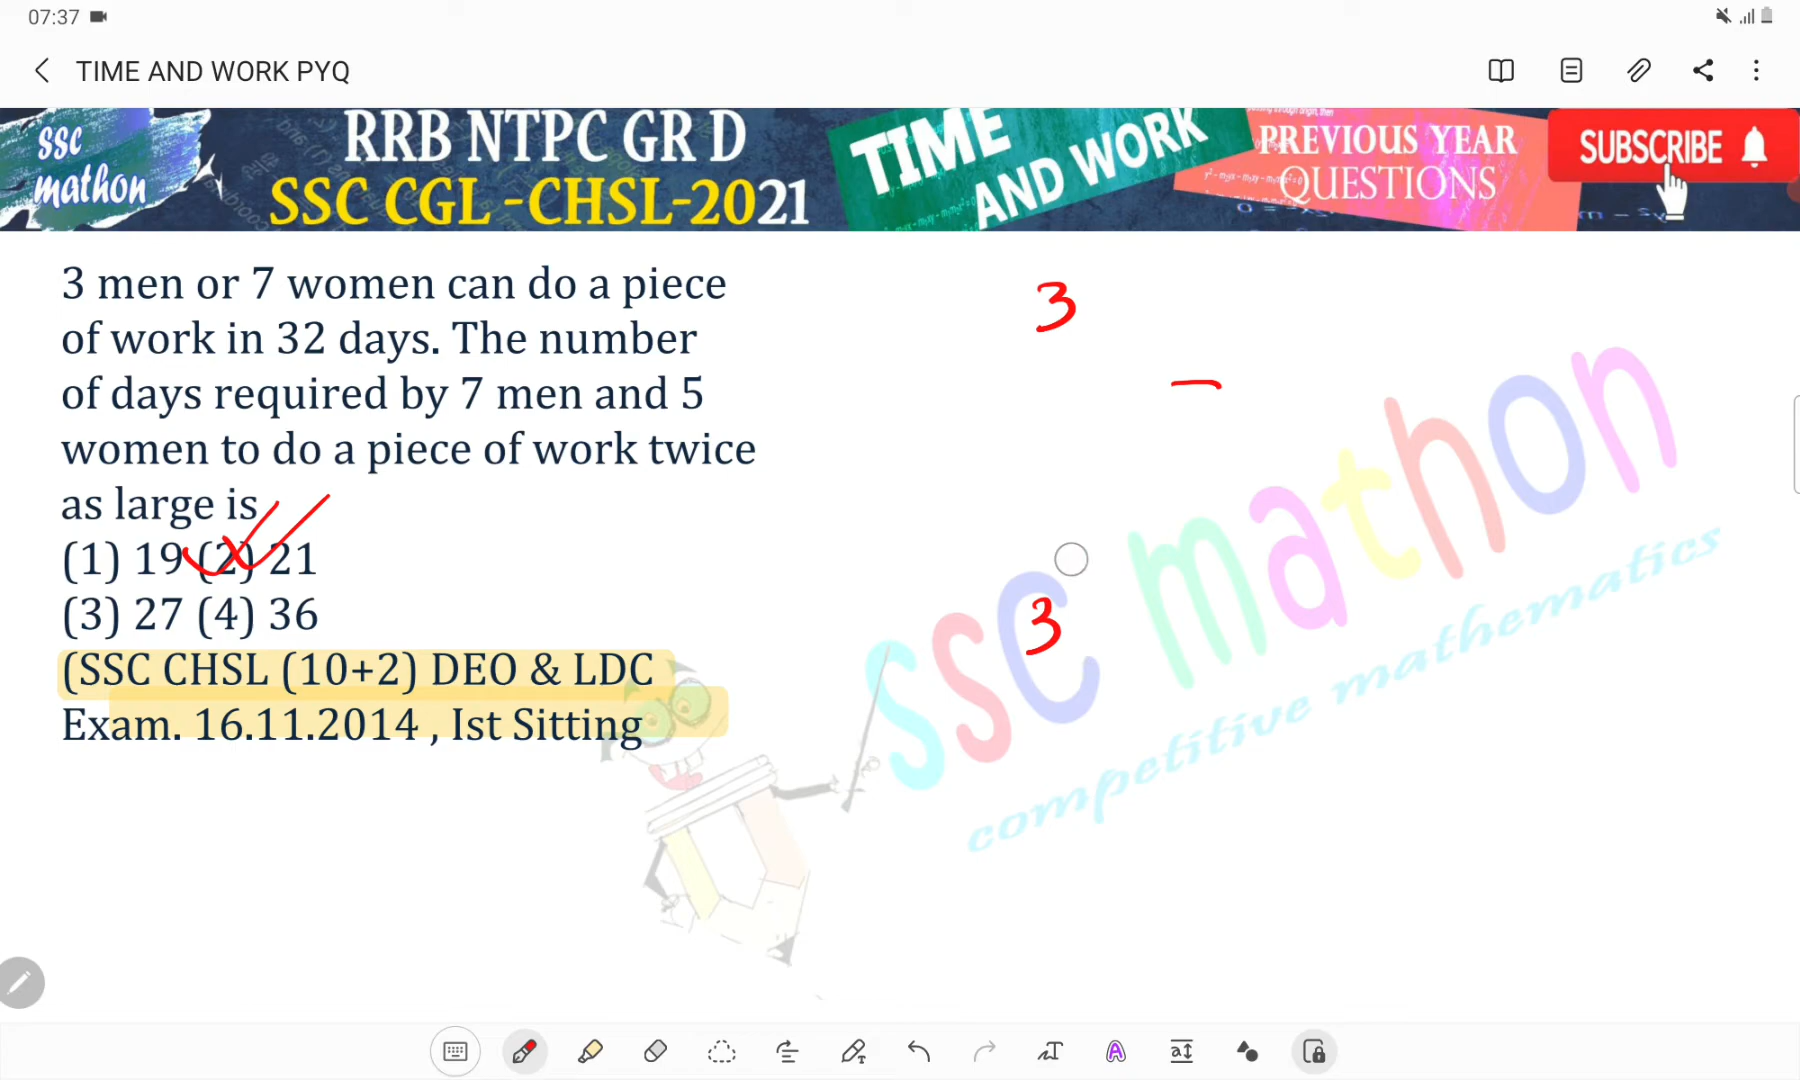 07:37
TIME AND WORK PYQ
ssc
mathon
RRB NTPC GR D
SSC CGL -CHSL-2021
TIME
AND WORK
PREVIOUS YEAR
QUESTIONS
SUBSCRIBE
3 men or 7 women can do a piece
of work in 32 days. The number
of days required by 7 men and 5
women to do a piece of work twice
as large is
(1) 19 (2) 21
(3) 27 (4) 36
(SSC CHSL (10+2) DEO & LDC
Exam. 16.11.2014 , Ist Sitting
3
3
ssc mathon
competitive mathematics